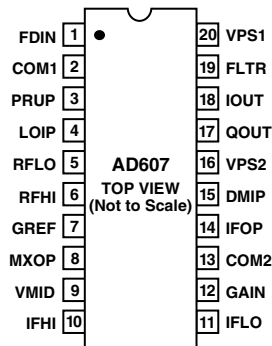 FDIN 1 20 VPS1
COM1 2 19 FLTR
PRUP 3 18 IOUT
LOIP 4 17 QOUT
RFLO 5 AD607 16 VPS2
RFHI 6 TOP VIEW 15 DMIP
GREF 7 (Not to Scale) 14 IFOP
MXOP 8 13 COM2
VMID 9 12 GAIN
IFHI 10 11 IFLO